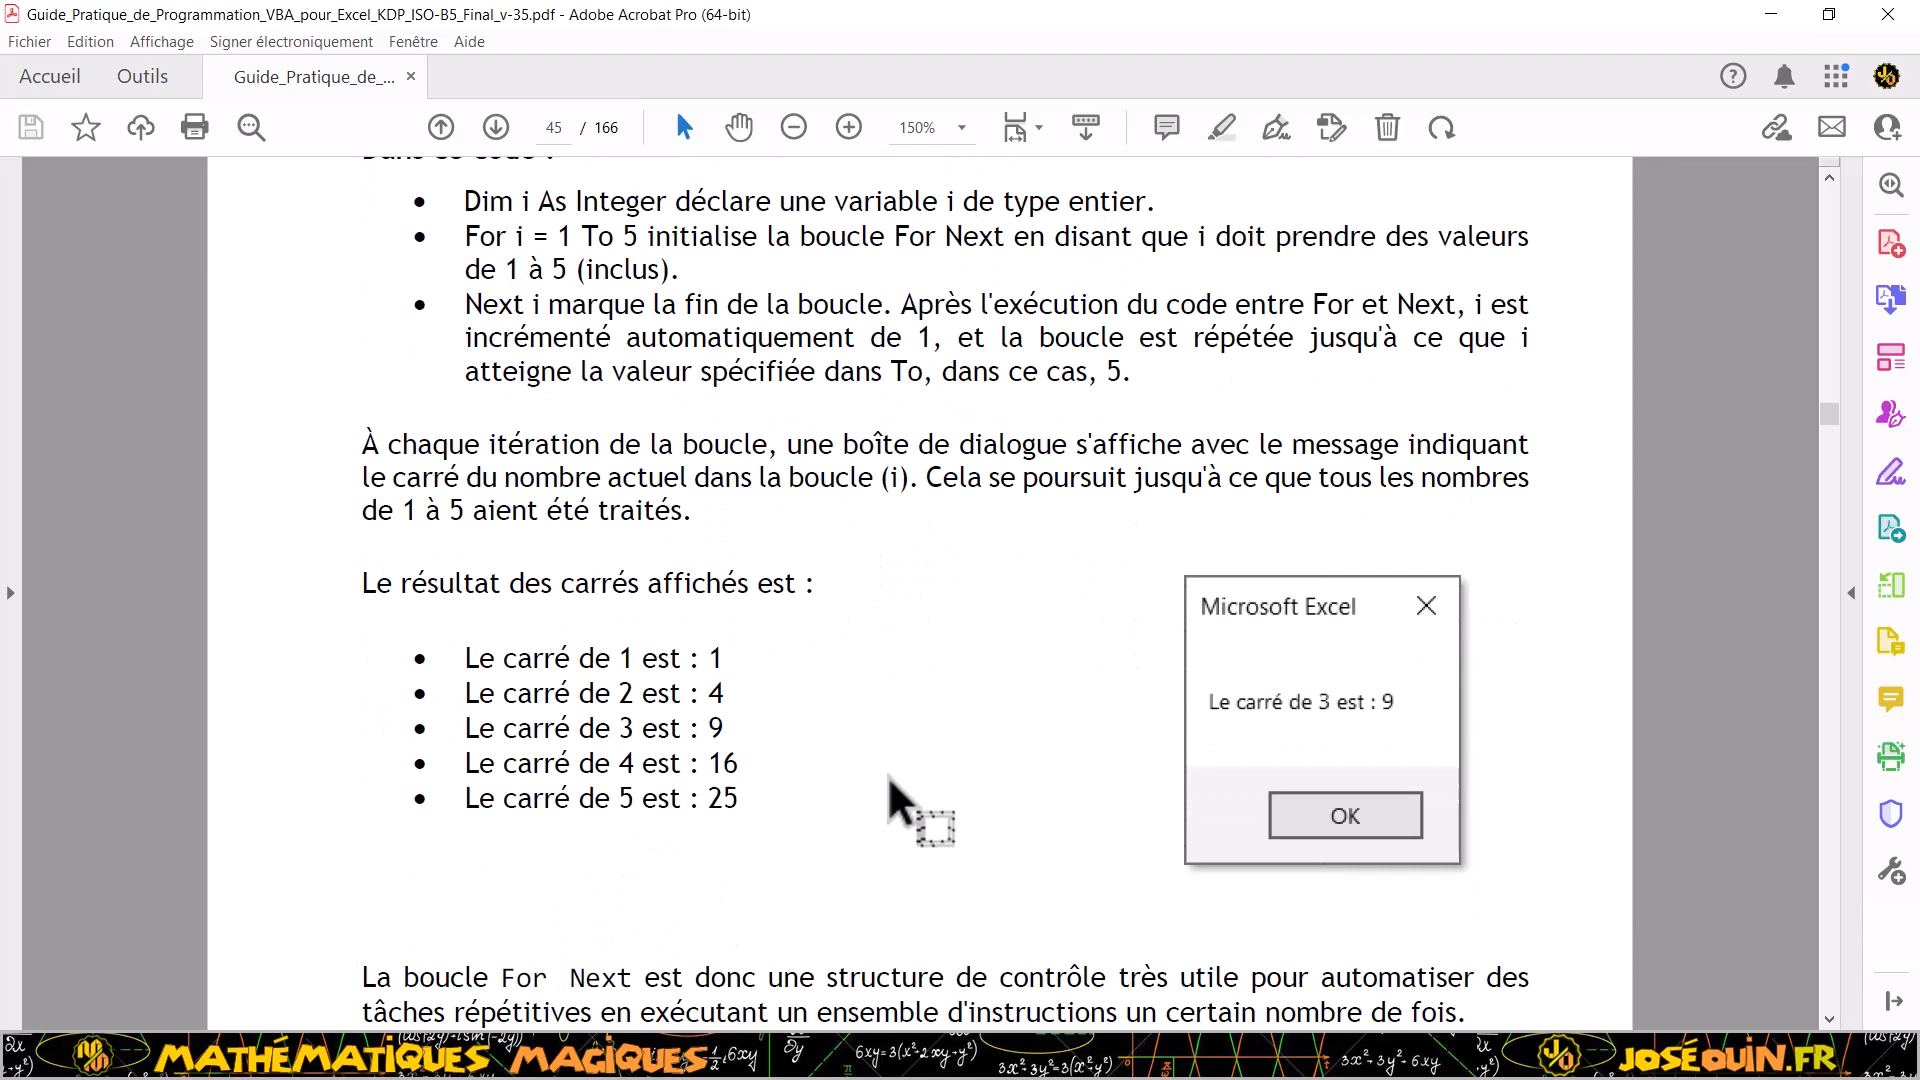 Guide_Pratique_de_Programmation_VBA_pour_Excel_KDP_ISO-B5_Final_v-35.pdf - Adobe Acrobat Pro (64-bit)
Fichier Edition Affichage Signer électroniquement Fenêtre Aide
Accueil Outils Guide_Pratique_de_... ×
45 / 166 150%
Dans ce code :
• Dim i As Integer déclare une variable i de type entier.
• For i = 1 To 5 initialise la boucle For Next en disant que i doit prendre des valeurs
de 1 à 5 (inclus).
• Next i marque la fin de la boucle. Après l'exécution du code entre For et Next, i est
incrémenté automatiquement de 1, et la boucle est répétée jusqu'à ce que i
atteigne la valeur spécifiée dans To, dans ce cas, 5.
À chaque itération de la boucle, une boîte de dialogue s'affiche avec le message indiquant
le carré du nombre actuel dans la boucle (i). Cela se poursuit jusqu'à ce que tous les nombres
de 1 à 5 aient été traités.
Le résultat des carrés affichés est :
• Le carré de 1 est : 1
• Le carré de 2 est : 4
• Le carré de 3 est : 9
• Le carré de 4 est : 16
• Le carré de 5 est : 25
Microsoft Excel
Le carré de 3 est : 9
OK
La boucle For Next est donc une structure de contrôle très utile pour automatiser des
tâches répétitives en exécutant un ensemble d'instructions un certain nombre de fois.
MATHÉMATIQUES MAGIQUES
JOSÉOUIN.FR